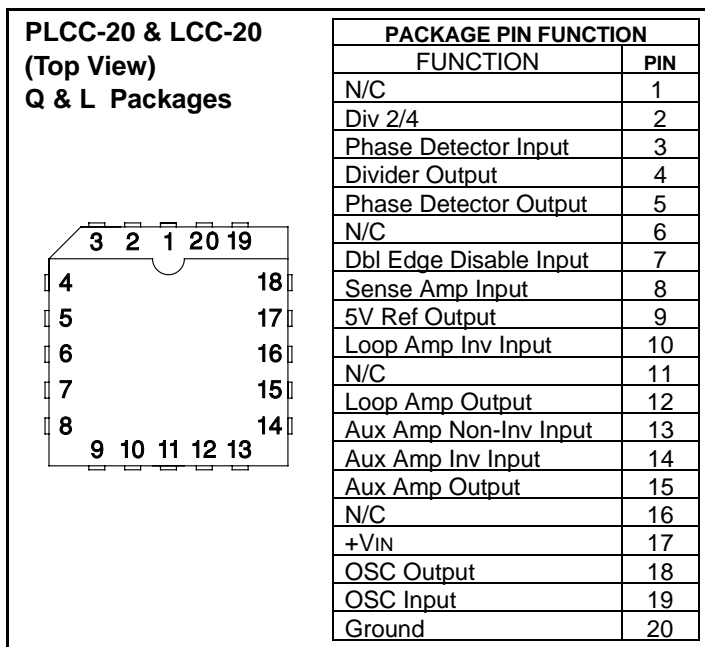 PLCC-20 & LCC-20
(Top View)
Q & L Packages
3 2 1 20 19
4 18
5 17
6 16
7 15
8 14
9 10 11 12 13
PACKAGE PIN FUNCTION
FUNCTION PIN
N/C 1
Div 2/4 2
Phase Detector Input 3
Divider Output 4
Phase Detector Output 5
N/C 6
Dbl Edge Disable Input 7
Sense Amp Input 8
5V Ref Output 9
Loop Amp Inv Input 10
N/C 11
Loop Amp Output 12
Aux Amp Non-Inv Input 13
Aux Amp Inv Input 14
Aux Amp Output 15
N/C 16
+VIN 17
OSC Output 18
OSC Input 19
Ground 20